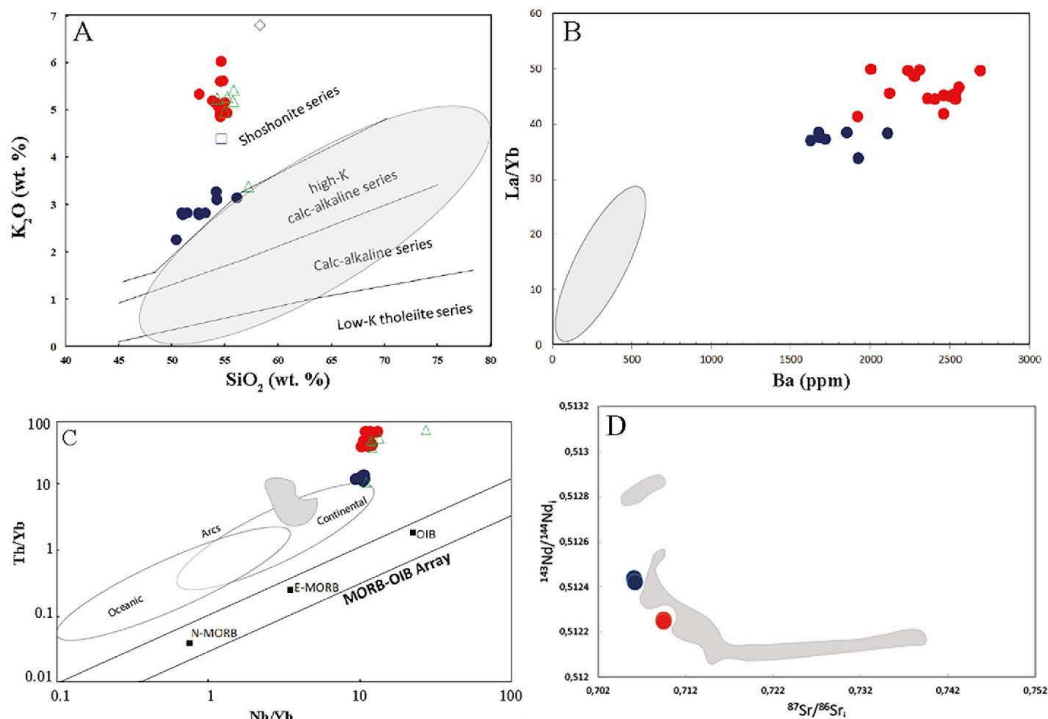 A
K2O (wt. %)
7
6
5
4
3
2
1
0
Shoshonite series
high-K
calc-alkaline series
Calc-alkaline series
Low-K tholeiite series
40 45 50 55 60 65 70 75 80
SiO2 (wt. %)
B
La/Yb
60
50
40
30
20
10
0
0 500 1000 1500 2000 2500 3000
Ba (ppm)
C
Th/Yb
100
10
1
0.1
0.01
Arcs
Continental
Oceanic
OIB
E-MORB
N-MORB
MORB-OIB Array
0.1 1 10 100
Nb/Yb
D
143Nd/144Ndi
0,5132
0,513
0,5128
0,5126
0,5124
0,5122
0,512
0,702 0,712 0,722 0,732 0,742 0,752
87Sr/86Sri